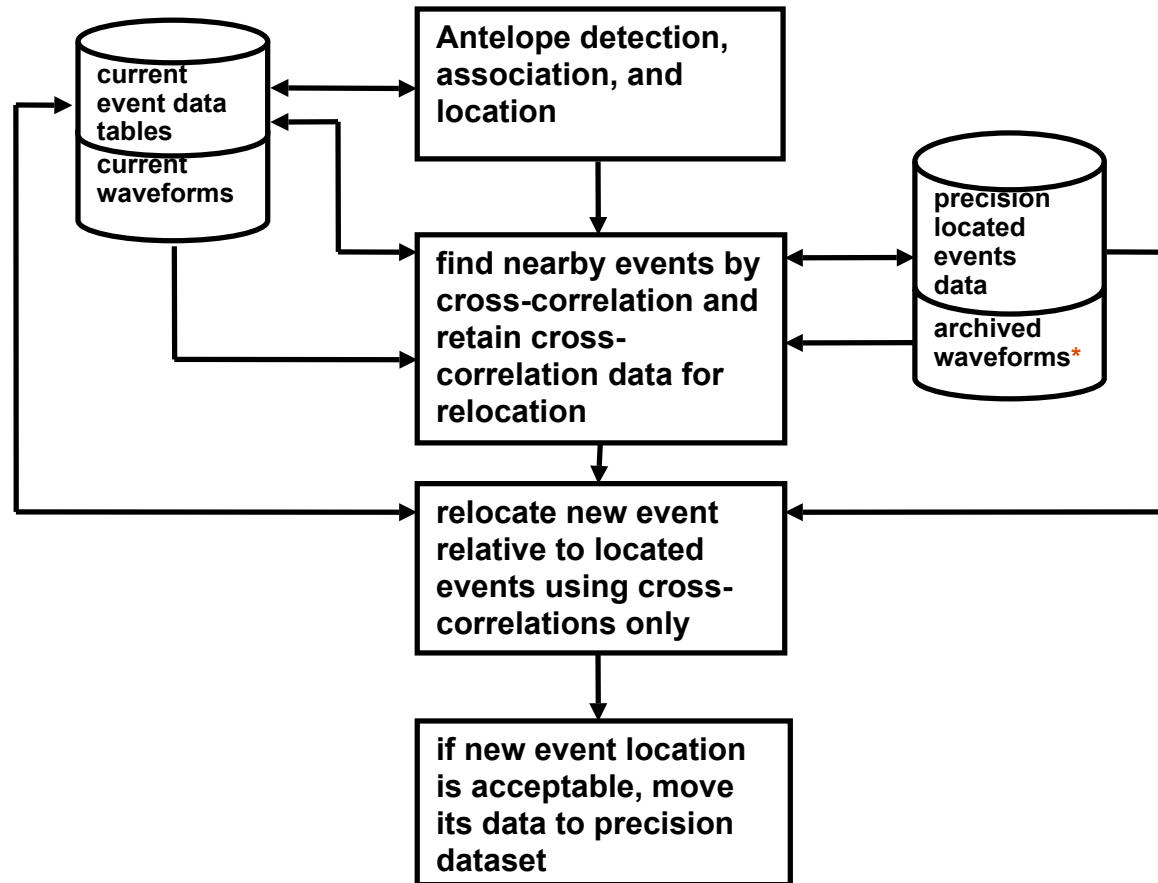 current
event data
tables
current
waveforms
Antelope detection,
association, and
location
find nearby events by
cross-correlation and
retain cross-
correlation data for
relocation
precision
located
events
data
archived
waveforms*
relocate new event
relative to located
events using cross-
correlations only
if new event location
is acceptable, move
its data to precision
dataset